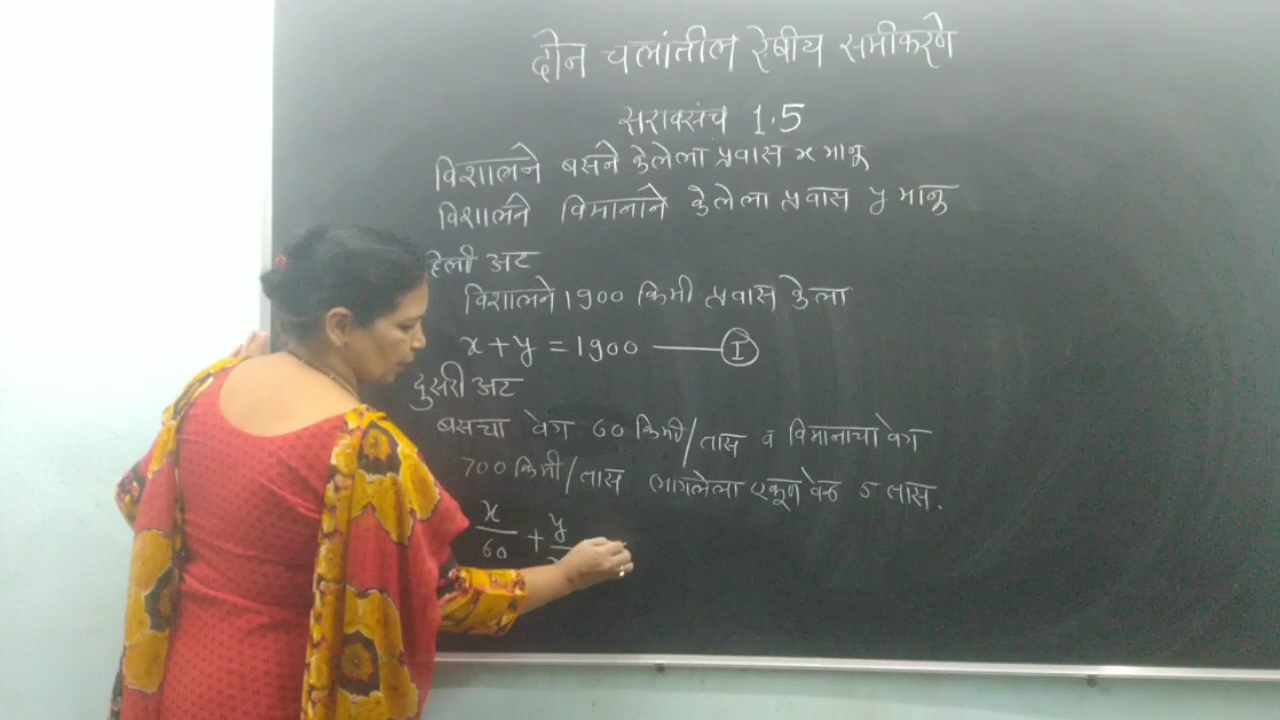 दोन चलांतील रेषीय समीकरणे
सरावसंच 1.5
विशालने बसने केलेला प्रवास x मानू
विशालने विमानाने केलेला प्रवास y मानू
हेली अट
विशालने 1900 किमी प्रवास केला
x + y = 1900 —— I
दुसरी अट
बसचा वेग 60 किमी/तास व विमानाचा वेग
700 किमी/तास लागलेला एकूण वेळ 5 तास.
x/60 + y/